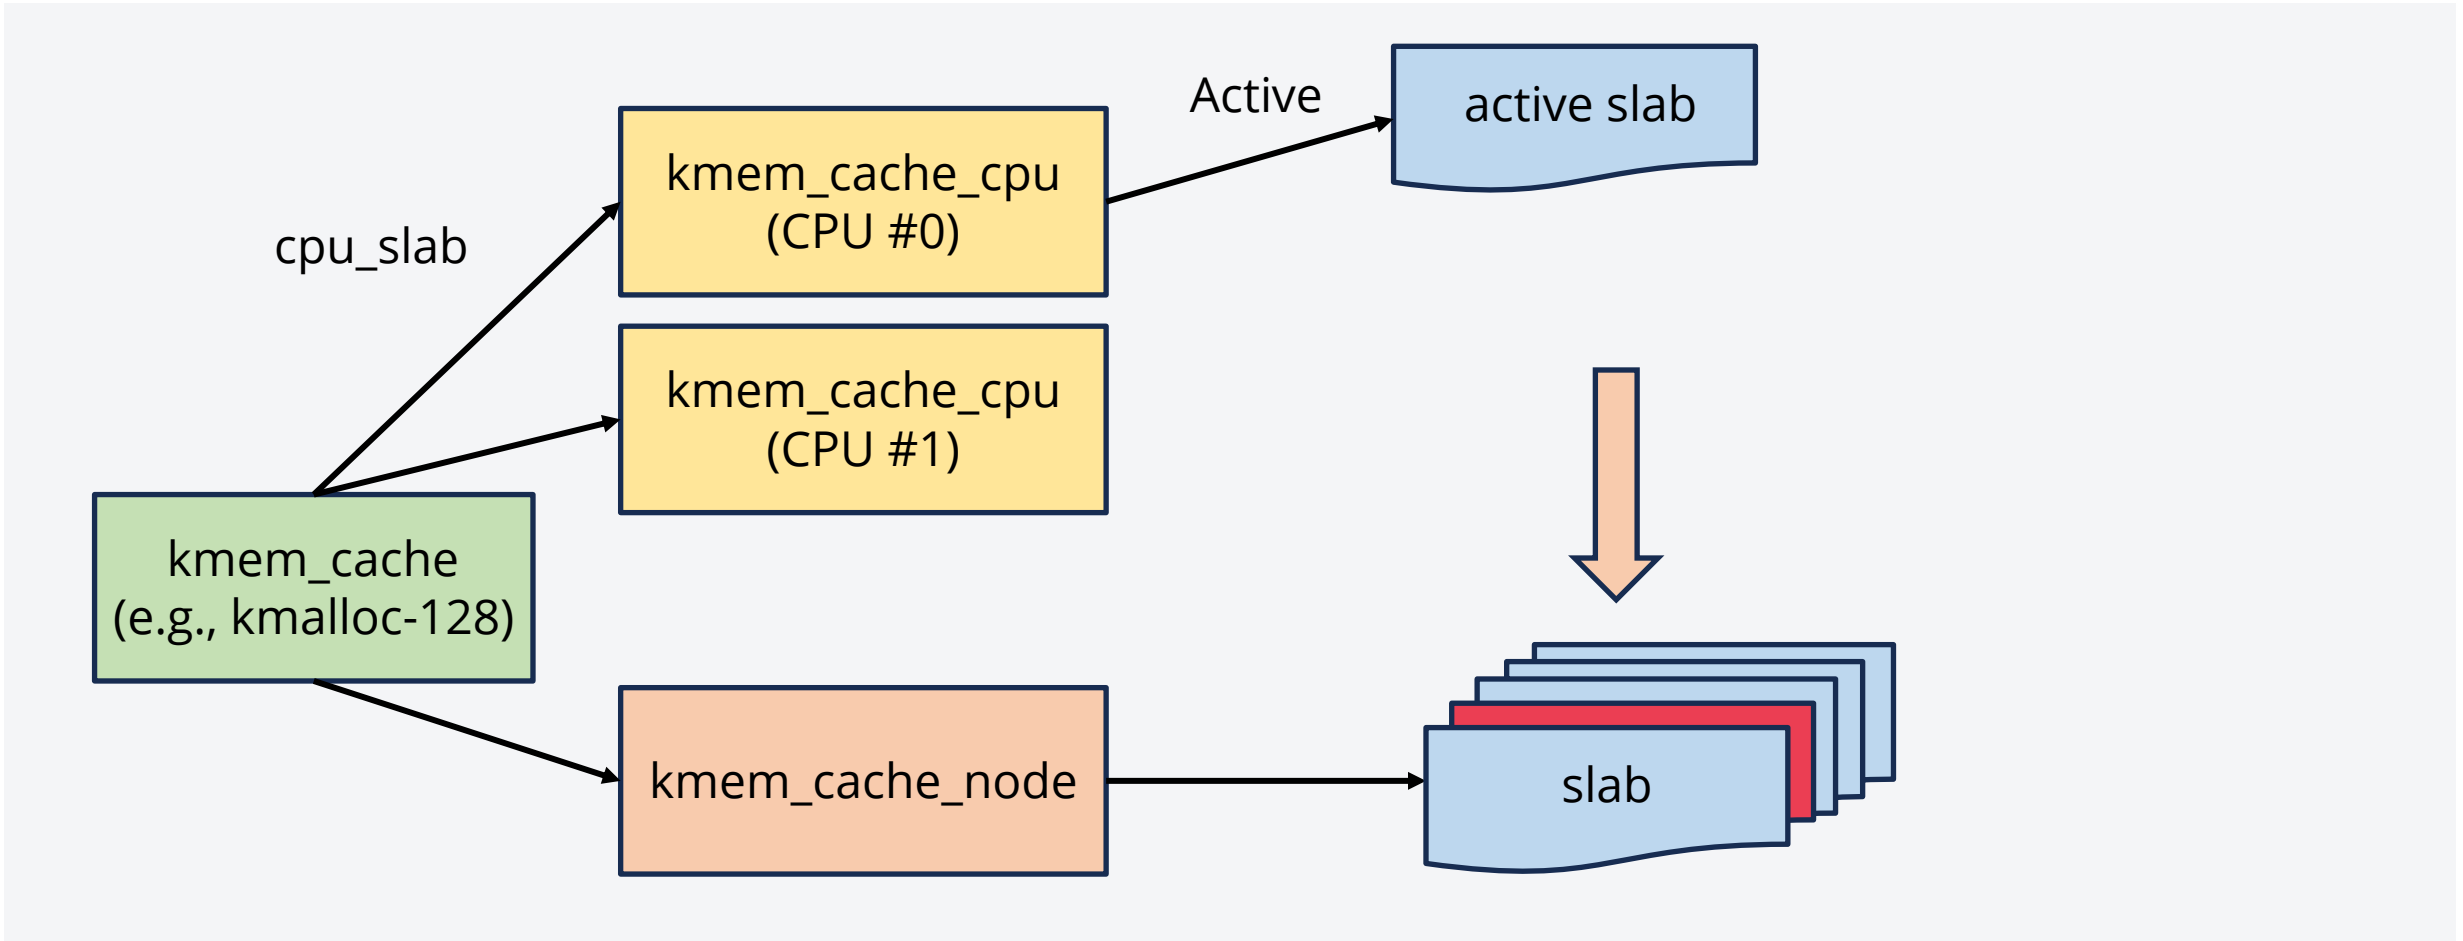 Active
active slab
kmem_cache_cpu
(CPU #0)
cpu_slab
kmem_cache_cpu
(CPU #1)
kmem_cache
(e.g., kmalloc-128)
kmem_cache_node
slab